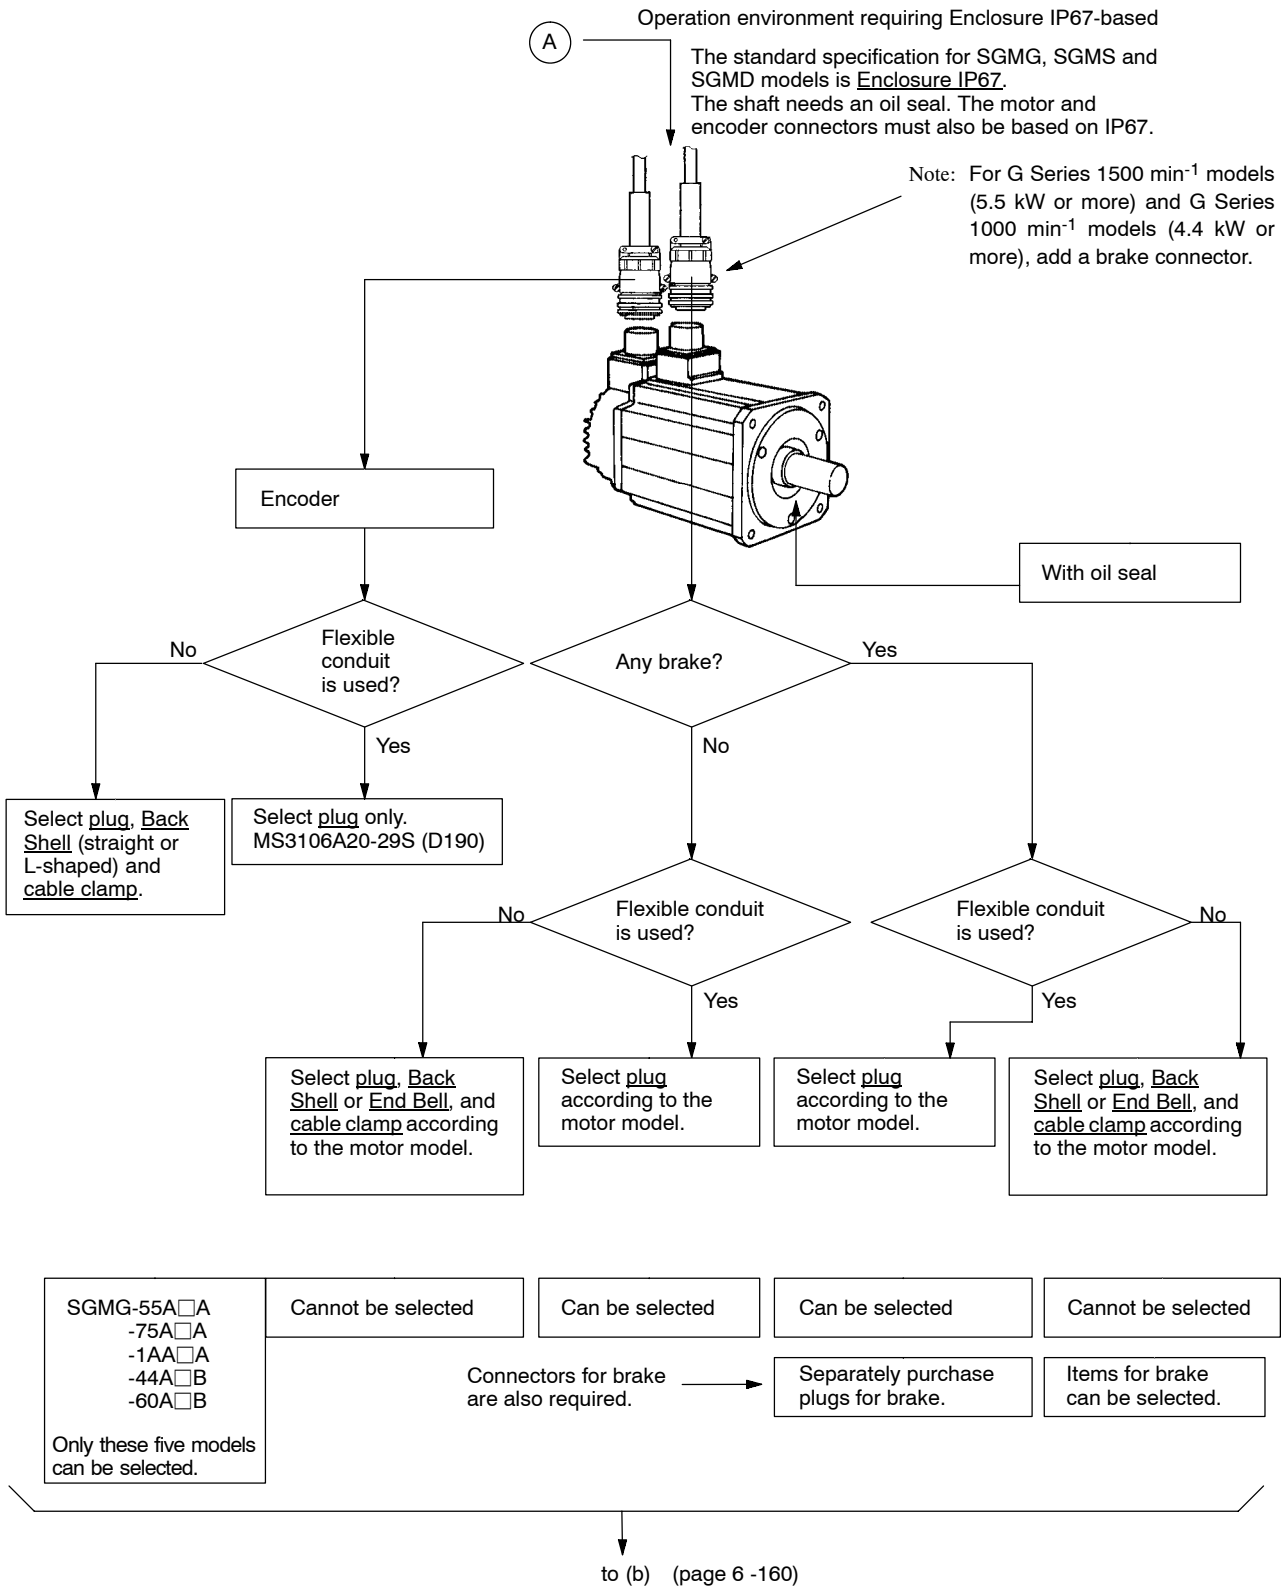 Operation environment requiring Enclosure IP67-based
A
The standard specification for SGMG, SGMS and
SGMD models is Enclosure IP67.
The shaft needs an oil seal. The motor and
encoder connectors must also be based on IP67.
Note: For G Series 1500 min-1 models
(5.5 kW or more) and G Series
1000 min-1 models (4.4 kW or
more), add a brake connector.
Encoder
With oil seal
Flexible
conduit
is used?
No
Yes
Any brake?
Yes
No
Select plug, Back
Shell (straight or
L-shaped) and
cable clamp.
Select plug only.
MS3106A20-29S (D190)
Flexible conduit
is used?
No
Yes
Flexible conduit
is used?
No
Yes
Select plug, Back
Shell or End Bell, and
cable clamp according
to the motor model.
Select plug
according to the
motor model.
Select plug
according to the
motor model.
Select plug, Back
Shell or End Bell, and
cable clamp according
to the motor model.
SGMG-55A□A
-75A□A
-1AA□A
-44A□B
-60A□B
Only these five models
can be selected.
Cannot be selected
Can be selected
Can be selected
Cannot be selected
Connectors for brake
are also required.
Separately purchase
plugs for brake.
Items for brake
can be selected.
to (b) (page 6 -160)